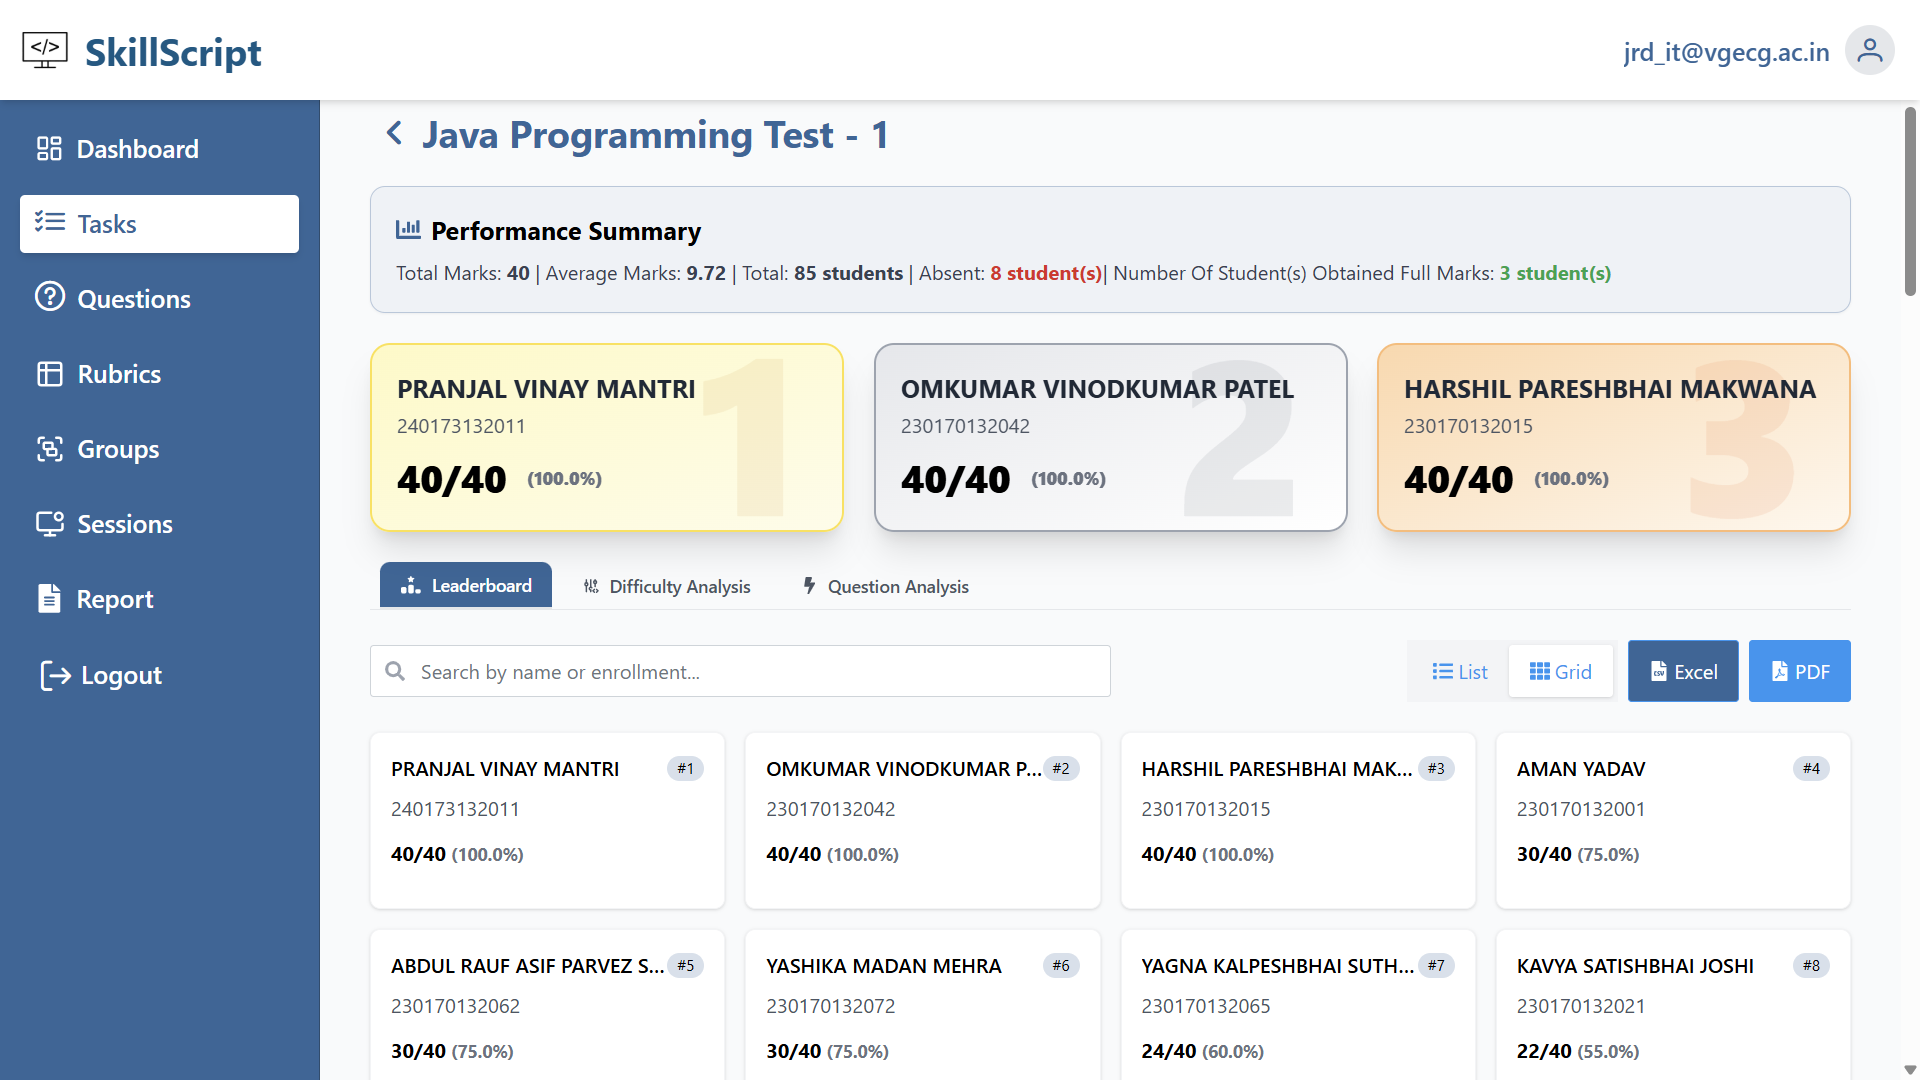 </> SkillScript
jrd_it@vgecg.ac.in
Dashboard
Tasks
Questions
Rubrics
Groups
Sessions
Report
Logout
Java Programming Test - 1
Performance Summary
Total Marks: 40 | Average Marks: 9.72 | Total: 85 students | Absent: 8 student(s)| Number Of Student(s) Obtained Full Marks: 3 student(s)
PRANJAL VINAY MANTRI
240173132011
40/40 (100.0%)
1
OMKUMAR VINODKUMAR PATEL
230170132042
40/40 (100.0%)
2
HARSHIL PARESHBHAI MAKWANA
230170132015
40/40 (100.0%)
3
Leaderboard Difficulty Analysis Question Analysis
Search by name or enrollment... List Grid CSV Excel PDF
PRANJAL VINAY MANTRI #1
240173132011
40/40 (100.0%)
OMKUMAR VINODKUMAR P... #2
230170132042
40/40 (100.0%)
HARSHIL PARESHBHAI MAK... #3
230170132015
40/40 (100.0%)
AMAN YADAV #4
230170132001
30/40 (75.0%)
ABDUL RAUF ASIF PARVEZ S... #5
230170132062
30/40 (75.0%)
YASHIKA MADAN MEHRA #6
230170132072
30/40 (75.0%)
YAGNA KALPESHBHAI SUTH... #7
230170132065
24/40 (60.0%)
KAVYA SATISHBHAI JOSHI #8
230170132021
22/40 (55.0%)